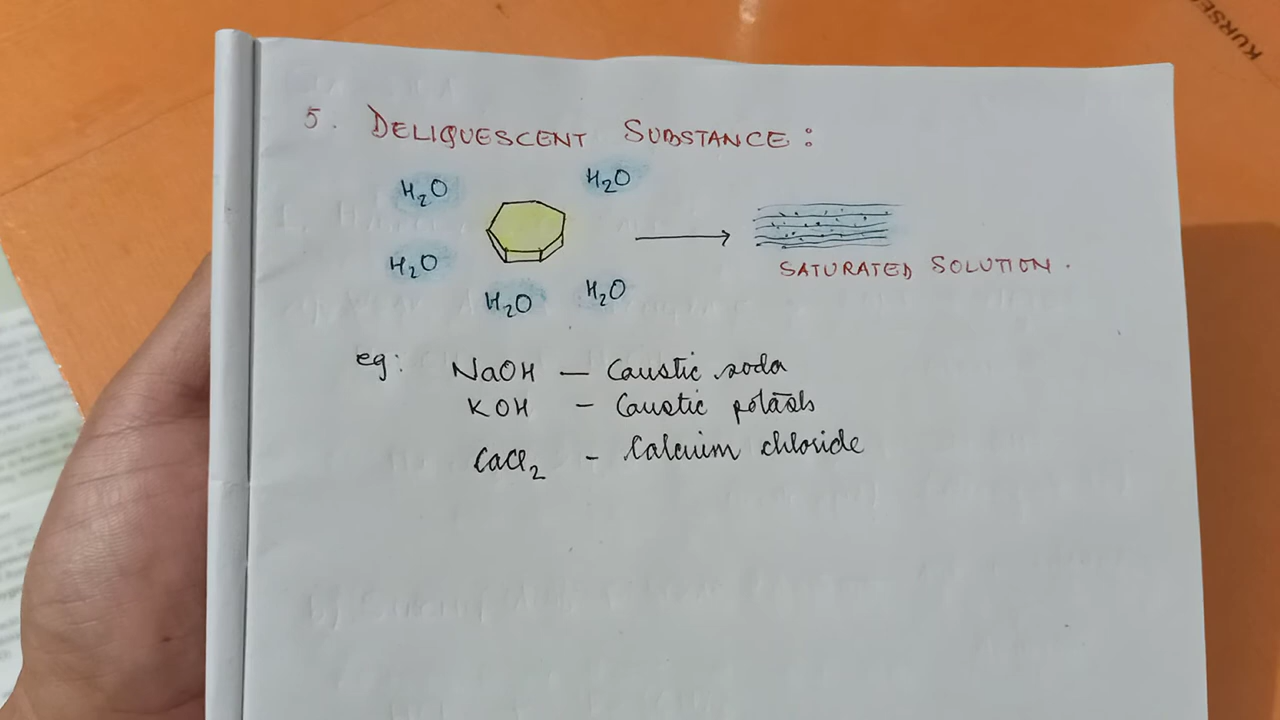 KURSEO
5. DELIQUESCENT SUBSTANCE:
H₂O H₂O
H₂O
H₂O H₂O
SATURATED SOLUTION.
eg: NaOH — Caustic soda
KOH - Caustic potash
CaCl₂ - Calcium chloride